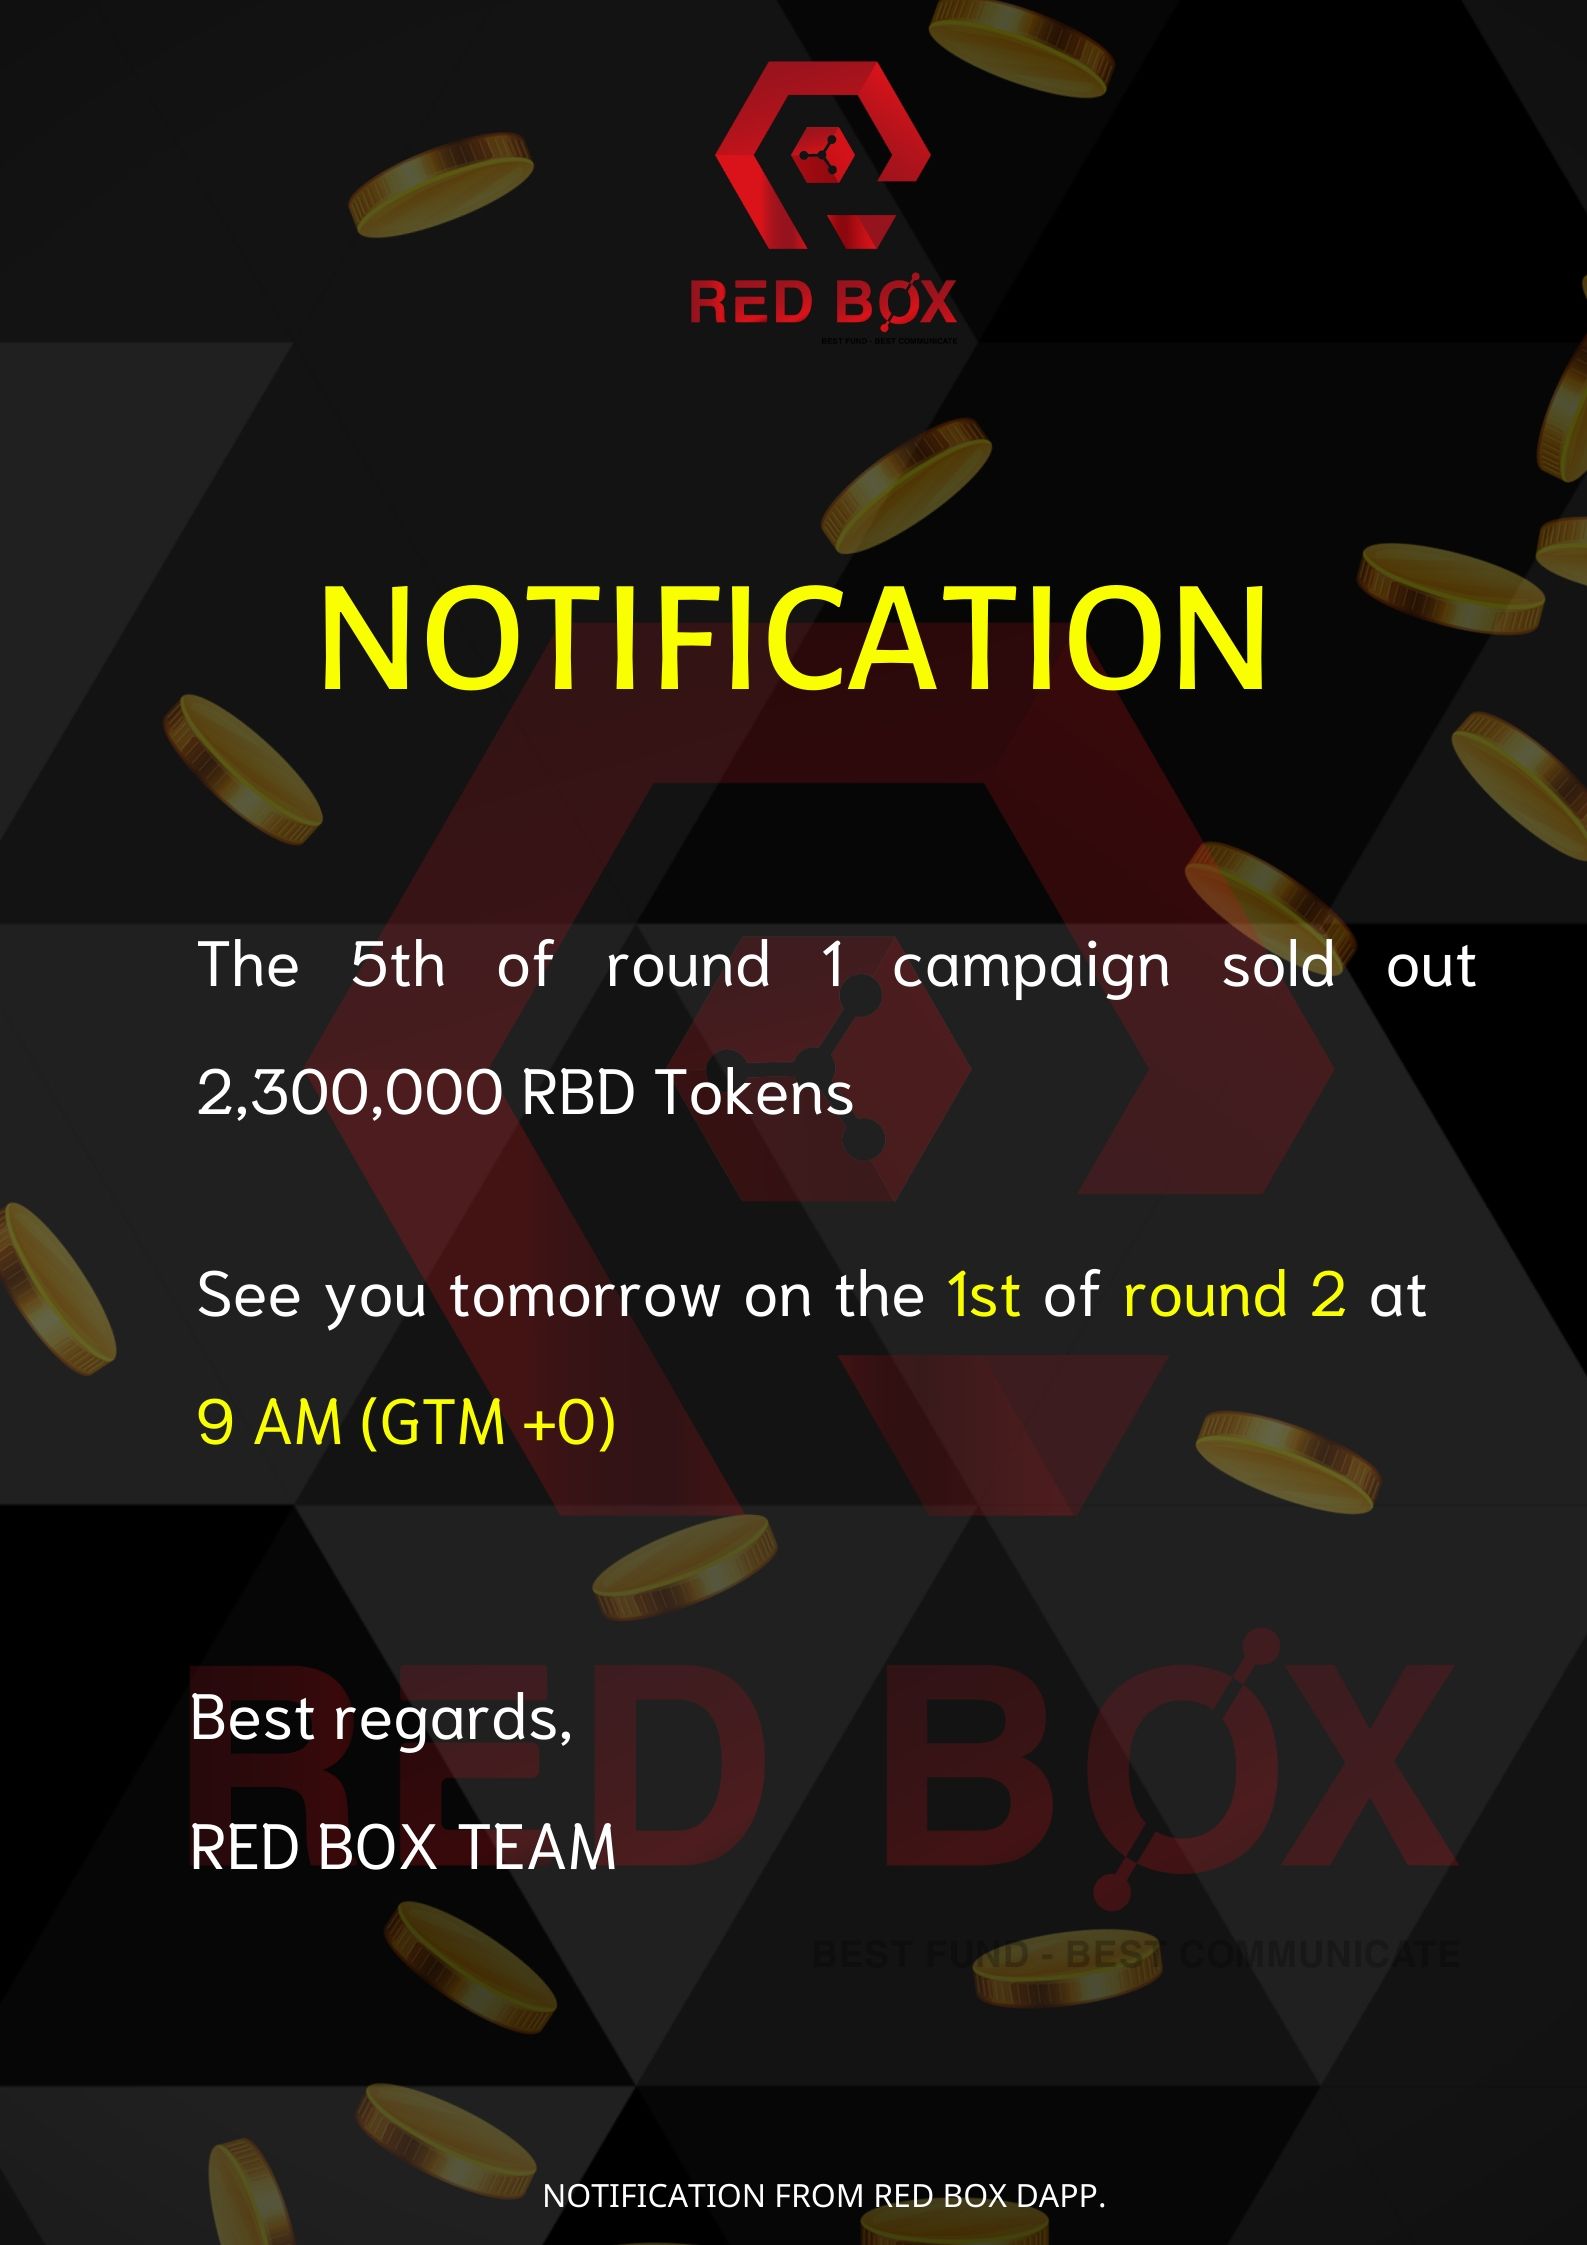 RED BOX
BEST FUND - BEST COMMUNICATE
NOTIFICATION
The 5th of round 1 campaign sold out
2,300,000 RBD Tokens
See you tomorrow on the 1st of round 2 at
9 AM (GTM +0)
Best regards,
RED BOX TEAM
RED BOX
BEST FUND - BEST COMMUNICATE
NOTIFICATION FROM RED BOX DAPP.